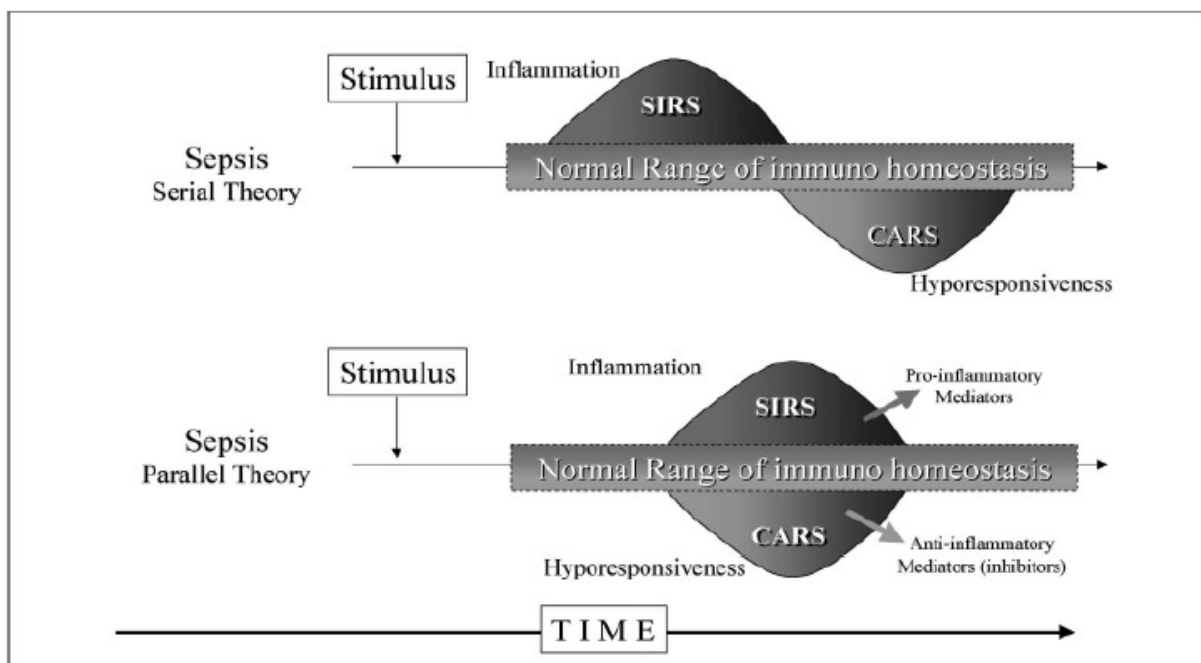 Stimulus
Inflammation
SIRS
Sepsis
Serial Theory
Normal Range of immuno homeostasis
CARS
Hyporesponsiveness
Stimulus
Inflammation
Pro-inflammatory
Mediators
SIRS
Sepsis
Parallel Theory
Normal Range of immuno homeostasis
CARS
Anti-inflammatory
Mediators (inhibitors)
Hyporesponsiveness
TIME